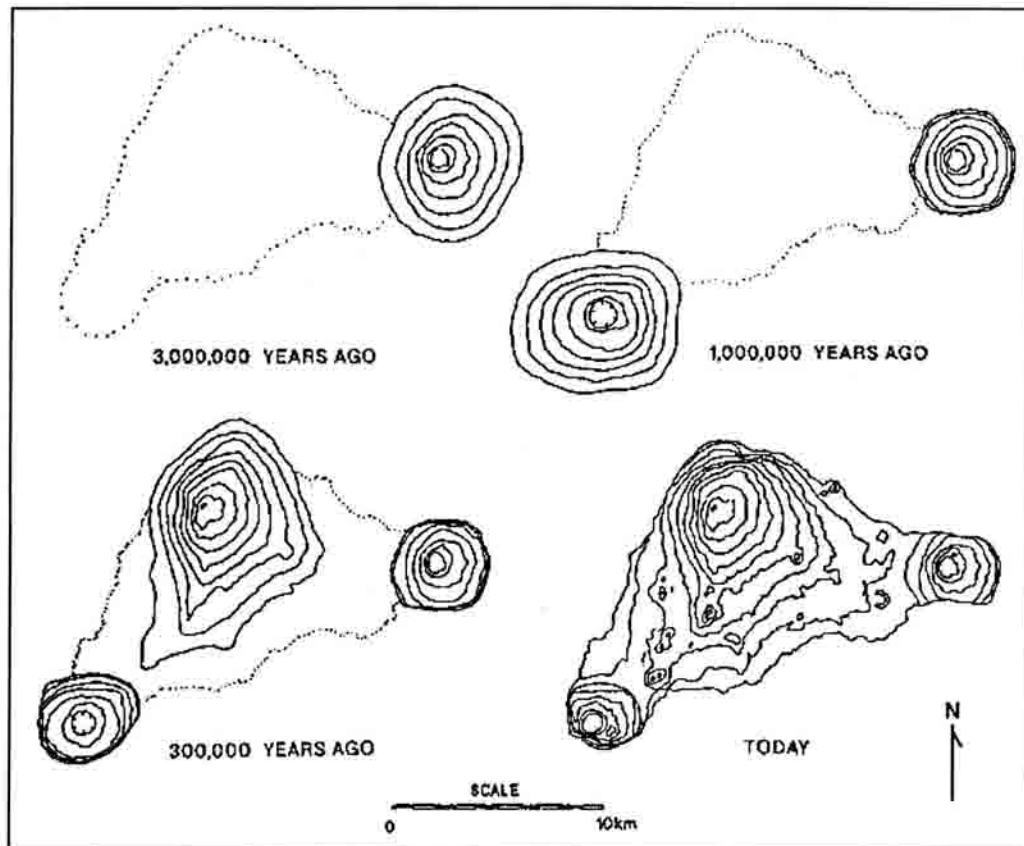 3,000,000 YEARS AGO
1,000,000 YEARS AGO
300,000 YEARS AGO
TODAY
N
SCALE
0 10km